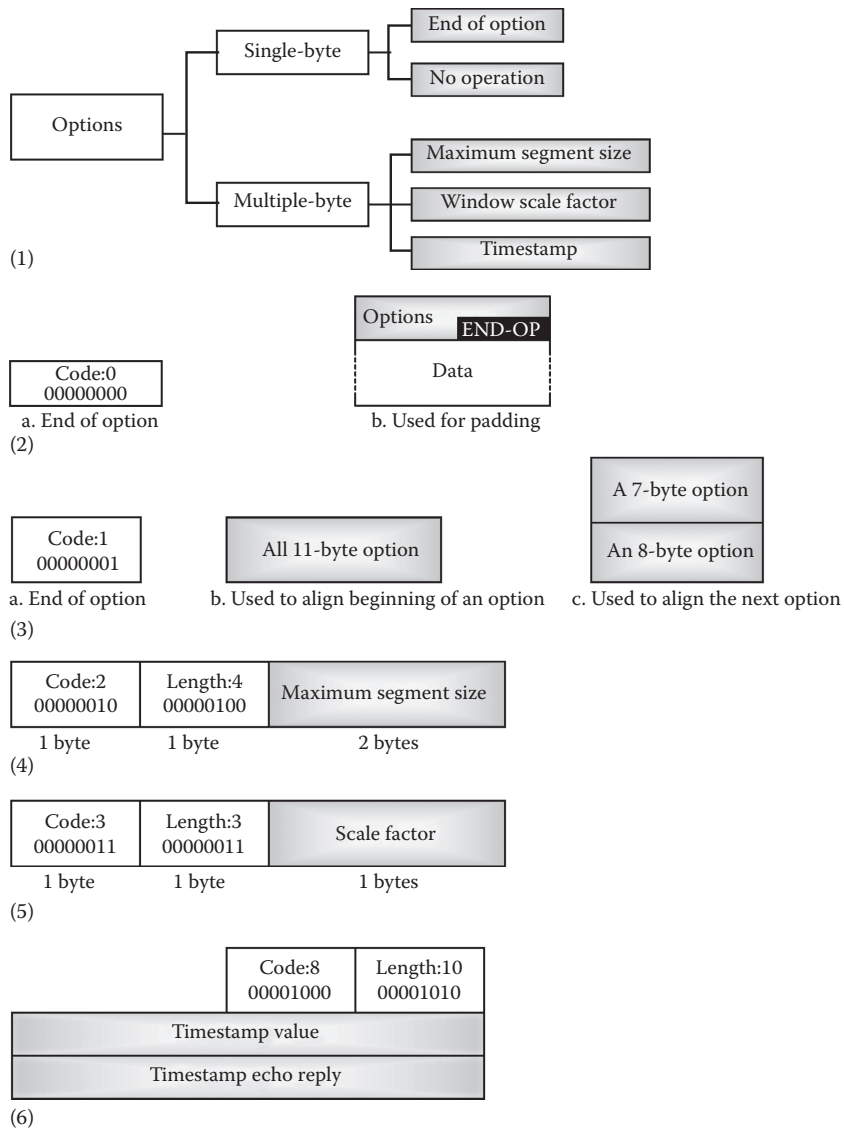 Options
Single-byte
End of option
No operation
Multiple-byte
Maximum segment size
Window scale factor
Timestamp
(1)
Code:0
00000000
a. End of option
Options
END-OP
Data
b. Used for padding
(2)
Code:1
00000001
a. End of option
All 11-byte option
b. Used to align beginning of an option
A 7-byte option
An 8-byte option
c. Used to align the next option
(3)
Code:2
00000010
Length:4
00000100
Maximum segment size
1 byte
1 byte
2 bytes
(4)
Code:3
00000011
Length:3
00000011
Scale factor
1 byte
1 byte
1 bytes
(5)
Code:8
00001000
Length:10
00001010
Timestamp value
Timestamp echo reply
(6)